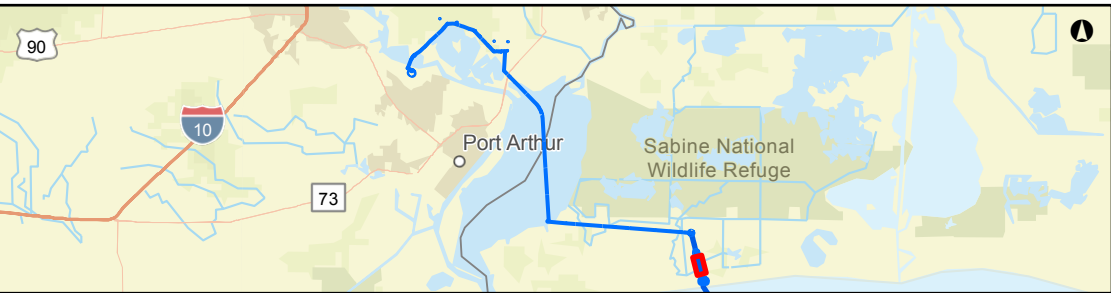 90
10
Port Arthur
Sabine National
Wildlife Refuge
73